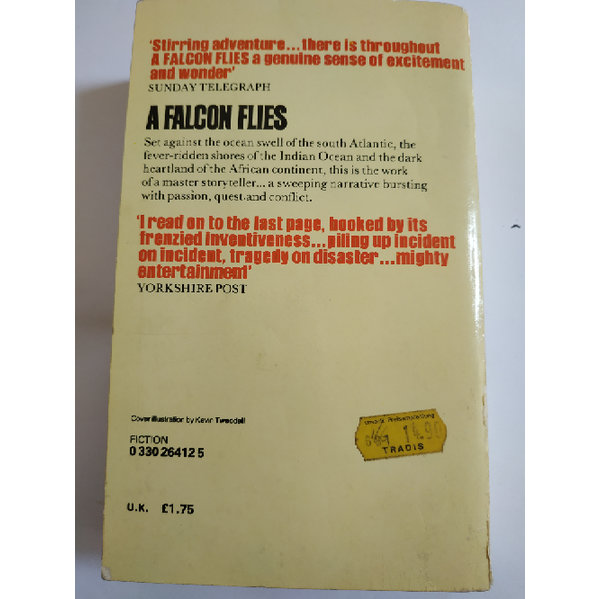 'Stirring adventure...there is throughout
A FALCON FLIES a genuine sense of excitement
and wonder'
SUNDAY TELEGRAPH
A FALCON FLIES
Set against the ocean swell of the south Atlantic, the
fever-ridden shores of the Indian Ocean and the dark
heartland of the African continent, this is the work
of a master storyteller... a sweeping narrative bursting
with passion, quest and conflict.
'I read on to the last page, hooked by its
frenzied inventiveness...piling up incident
on incident, tragedy on disaster...mighty
entertainment'
YORKSHIRE POST
Cover illustration by Kevin Tweddell
FICTION
0 330 26412 5
U.K. £1.75
14.90
TRADIS